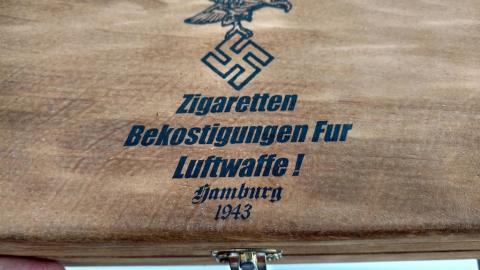 Zigaretten
Bekostigungen Fur
Luftwaffe !
Hamburg
1943